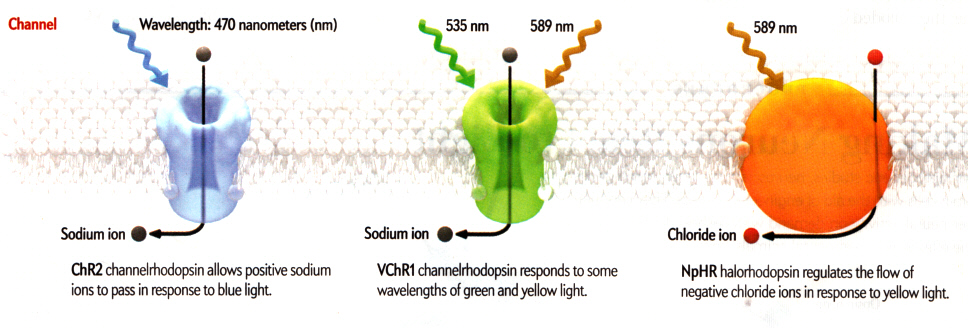 Channel
Wavelength: 470 nanometers (nm)
535 nm
589 nm
589 nm
Sodium ion
Sodium ion
Chloride ion
ChR2 channelrhodopsin allows positive sodium
ions to pass in response to blue light.
VChR1 channelrhodopsin responds to some
wavelengths of green and yellow light.
NpHR halorhodopsin regulates the flow of
negative chloride ions in response to yellow light.